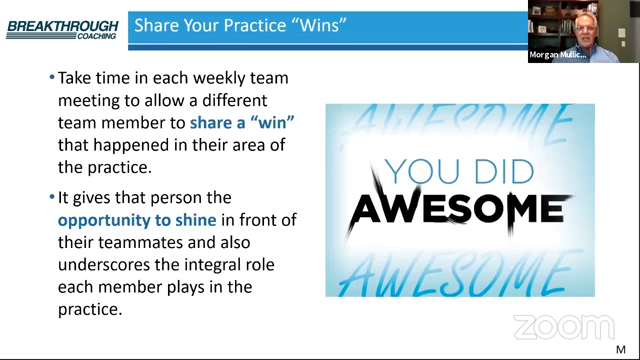 BREAKTHROUGH
COACHING
Share Your Practice “Wins”
Morgan Mullic...
• Take time in each weekly team
meeting to allow a different
team member to share a “win”
that happened in their area of
the practice.
• It gives that person the
opportunity to shine in front of
their teammates and also
underscores the integral role
each member plays in the
practice.
AWESOME
YOU DID
AWESOME
AWESOME
zoom
M